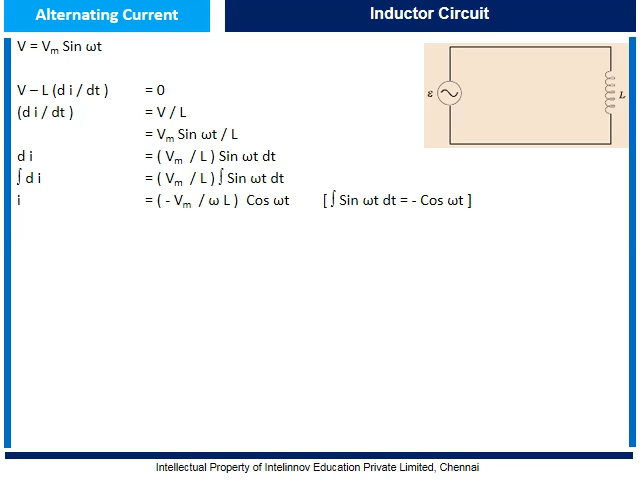 Alternating Current
Inductor Circuit
V = Vm Sin ωt
V – L ( d i / dt ) = 0
(d i / dt ) = V / L
= Vm Sin ωt / L
d i = ( Vm / L ) Sin ωt dt
∫ d i = ( Vm / L ) ∫ Sin ωt dt
i = ( - Vm / ω L ) Cos ωt [ ∫ Sin ωt dt = - Cos ωt ]
ε
L
Intellectual Property of Intelinnov Education Private Limited, Chennai